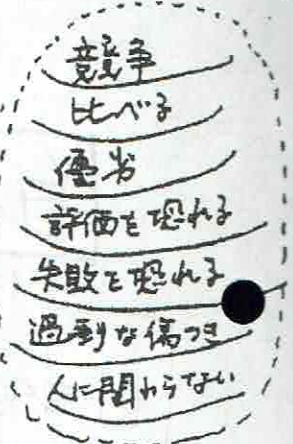 競争
比べる
優劣
評価を恐れる
失敗を恐れる
過剰な傷つき
人に関わらない